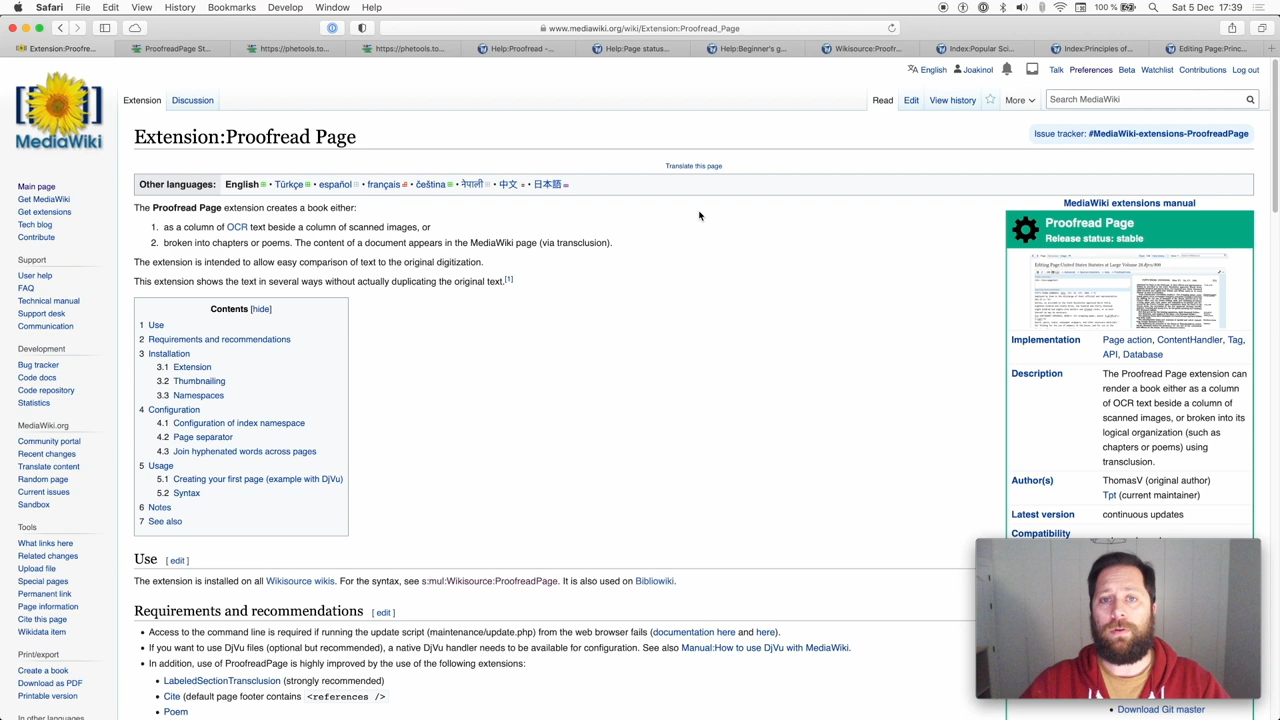 Safari File Edit View History Bookmarks Develop Window Help 100 % Sat 5 Dec 17:39
www.mediawiki.org/wiki/Extension:Proofread_Page
Extension:Proofre... ProofreadPage St... https://phetools.to... https://phetools.to... Help:Proofread -... Help:Page status... Help:Beginner's g... Wikisource:Proofr... Index:Popular Sci... Index:Principles of... Editing Page:Princ...
English Joakinol Talk Preferences Beta Watchlist Contributions Log out
Extension Discussion Read Edit View history More Search MediaWiki
MediaWiki
Extension:Proofread Page
Issue tracker: #MediaWiki-extensions-ProofreadPage
Translate this page
Other languages: English • Türkçe • español • français • čeština • नेपाली • 中文 • 日本語
Main page
Get MediaWiki
Get extensions
Tech blog
Contribute
Support
User help
FAQ
Technical manual
Support desk
Communication
Development
Bug tracker
Code docs
Code repository
Statistics
MediaWiki.org
Community portal
Recent changes
Translate content
Random page
Current issues
Sandbox
Tools
What links here
Related changes
Upload file
Special pages
Permanent link
Page information
Cite this page
Wikidata item
Print/export
Create a book
Download as PDF
Printable version
In other languages
The Proofread Page extension creates a book either:
1. as a column of OCR text beside a column of scanned images, or
2. broken into chapters or poems. The content of a document appears in the MediaWiki page (via transclusion).
The extension is intended to allow easy comparison of text to the original digitization.
This extension shows the text in several ways without actually duplicating the original text.[1]
Contents [hide]
1 Use
2 Requirements and recommendations
3 Installation
3.1 Extension
3.2 Thumbnailing
3.3 Namespaces
4 Configuration
4.1 Configuration of index namespace
4.2 Page separator
4.3 Join hyphenated words across pages
5 Usage
5.1 Creating your first page (example with DjVu)
5.2 Syntax
6 Notes
7 See also
Use [ edit ]
The extension is installed on all Wikisource wikis. For the syntax, see s:mul:Wikisource:ProofreadPage. It is also used on Bibliowiki.
Requirements and recommendations [ edit ]
• Access to the command line is required if running the update script (maintenance/update.php) from the web browser fails (documentation here and here).
• If you want to use DjVu files (optional but recommended), a native DjVu handler needs to be available for configuration. See also Manual:How to use DjVu with MediaWiki.
• In addition, use of ProofreadPage is highly improved by the use of the following extensions:
• LabeledSectionTransclusion (strongly recommended)
• Cite (default page footer contains <references />
• Poem
MediaWiki extensions manual
Proofread Page
Release status: stable
Implementation Page action, ContentHandler, Tag,
API, Database
Description The Proofread Page extension can
render a book either as a column
of OCR text beside a column of
scanned images, or broken into its
logical organization (such as
chapters or poems) using
transclusion.
Author(s) ThomasV (original author)
Tpt (current maintainer)
Latest version continuous updates
Compatibility
• Download Git master